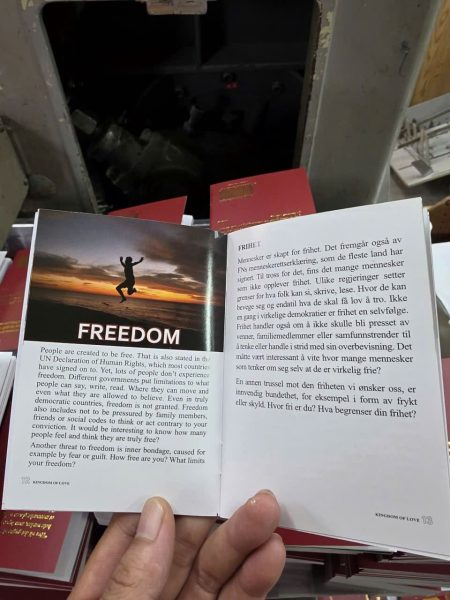 FREEDOM
People are created to be free. That is also stated in the
UN Declaration of Human Rights, which most countries
have signed on to. Yet, lots of people don't experience
freedom. Different governments put limitations to what
people can say, write, read. Where they can move and
even what they are allowed to believe. Even in truly
democratic countries, freedom is not granted. Freedom
also includes not to be pressured by family members,
friends or social codes to think or act contrary to your
conviction. It would be interesting to know how many
people feel and think they are truly free?
Another threat to freedom is inner bondage, caused for
example by fear or guilt. How free are you? What limits
your freedom?
12 KINGDOM OF LOVE
FRIHET
Mennesker er skapt for frihet. Det fremgår også av
FNs menneskerettserklæring, som de fleste land har
signert. Til tross for det, fins det mange mennesker
som ikke opplever frihet. Ulike regjeringer setter
grenser for hva folk kan si, skrive, lese. Hvor de kan
bevege seg og endatil hva de skal få lov å tro. Ikke
en gang i virkelige demokratier er frihet en selvfølge.
Frihet handler også om å ikke skulle bli presset av
venner, familiemedlemmer eller samfunnstrender til
å tenke eller handle i strid med sin overbevisning. Det
måtte vært interessant å vite hvor mange mennesker
som tenker om seg selv at de er virkelig frie?
En annen trussel mot den friheten vi ønsker oss, er
innvendig bundethet, for eksempel i form av frykt
eller skyld. Hvor fri er du? Hva begrenser din frihet?
KINGDOM OF LOVE 13